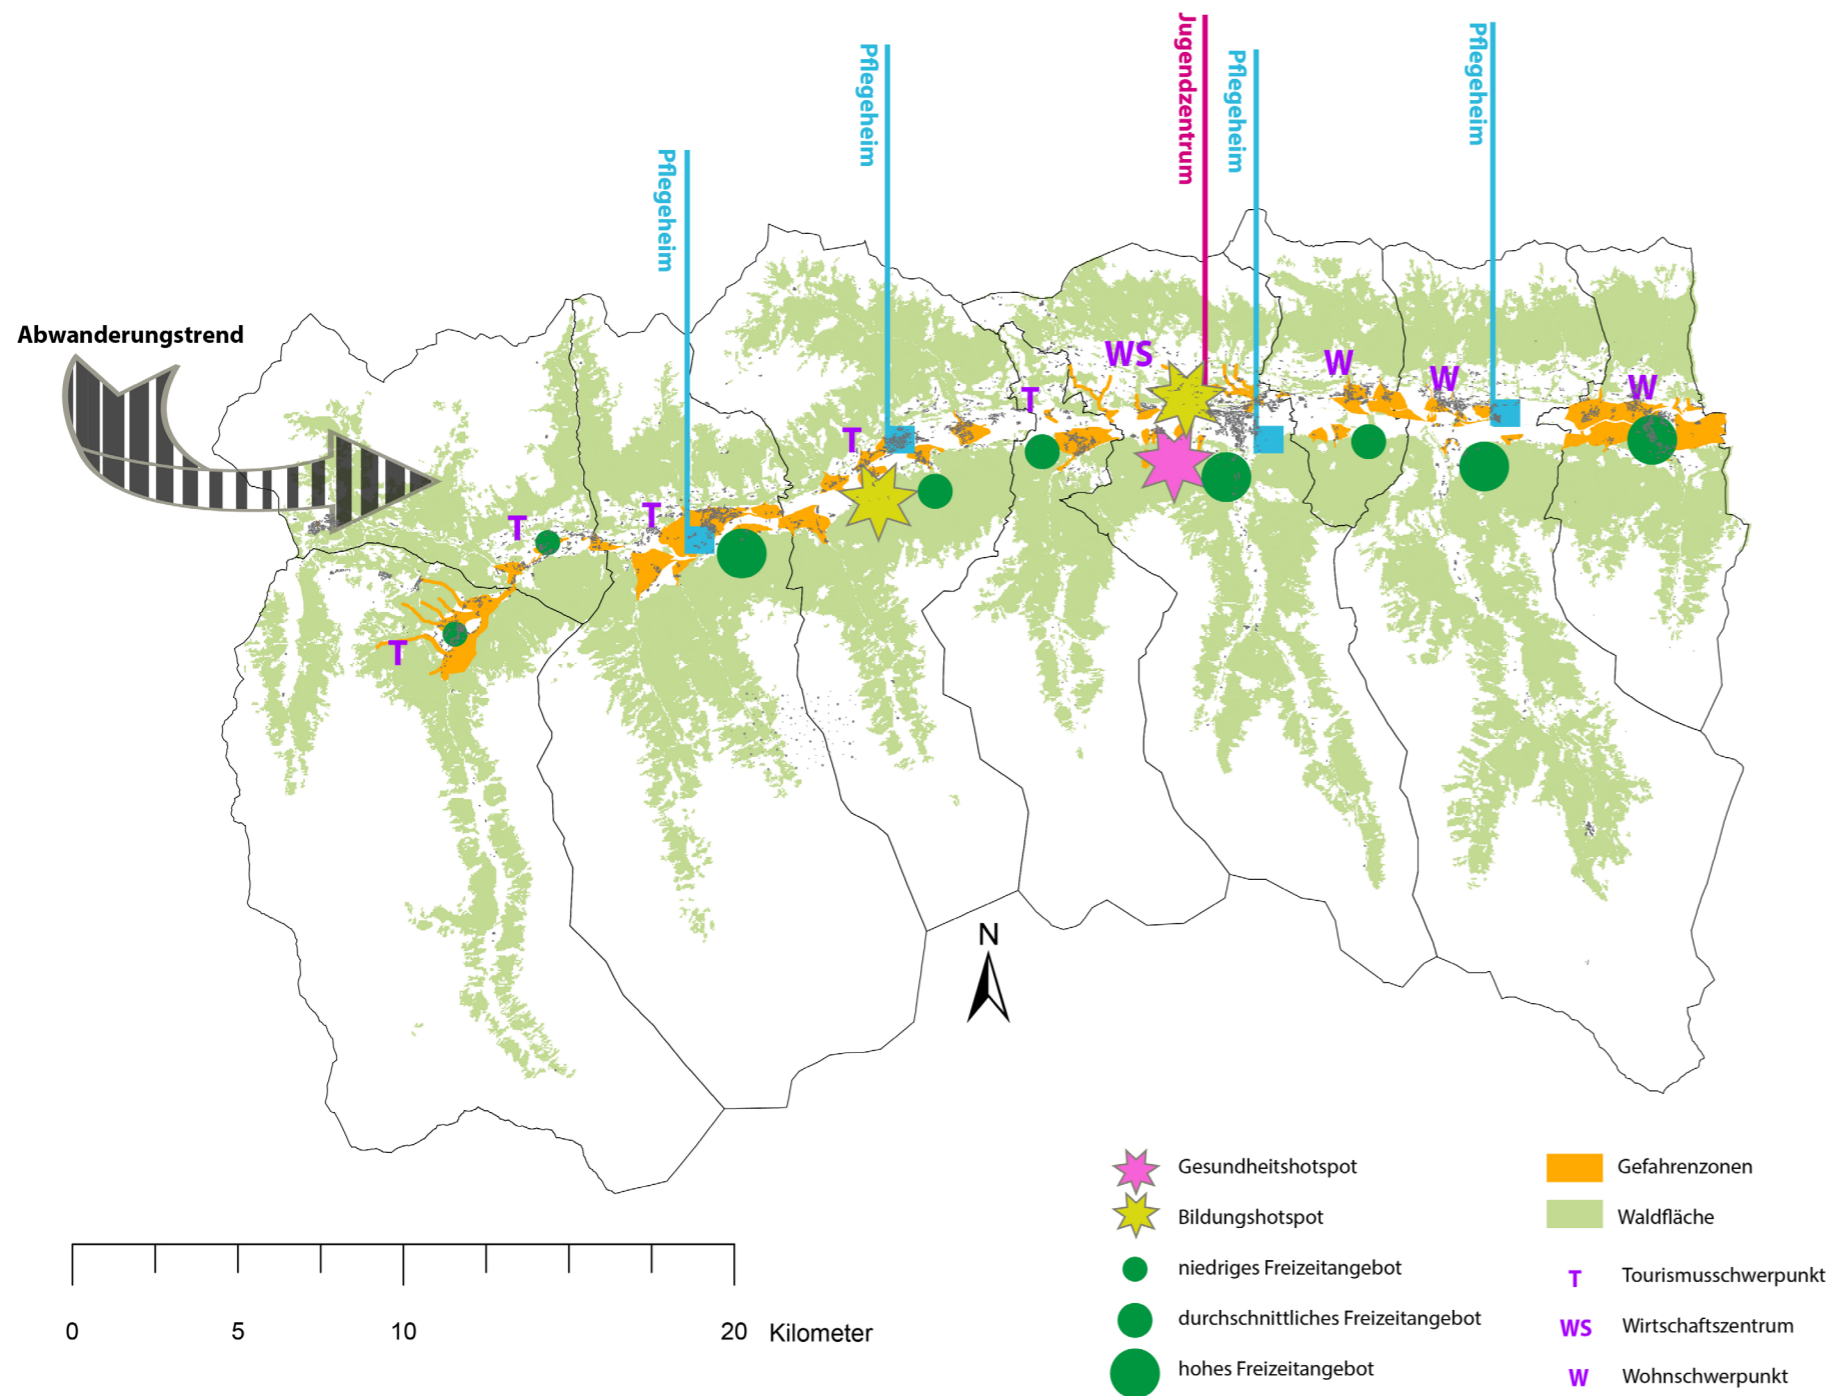 Jugendzentrum
Pflegeheim
Pflegeheim
Pflegeheim
Pflegeheim
Abwanderungstrend
WS
W
W
W
T
T
T
T
T
N
Gesundheitshotspot
Bildungshotspot
niedriges Freizeitangebot
durchschnittliches Freizeitangebot
hohes Freizeitangebot
Gefahrenzonen
Waldfläche
T Tourismusschwerpunkt
WS Wirtschaftszentrum
W Wohnschwerpunkt
0 5 10 20 Kilometer